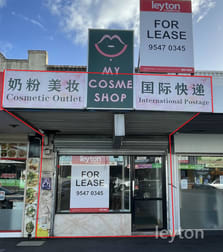 leyton
FOR
LEASE
9547 0345
MY
COSME
SHOP
奶粉 美妆
Cosmetic Outlet
国际快递
International Postage
leyton
FOR
LEASE
9547 0345
leyton